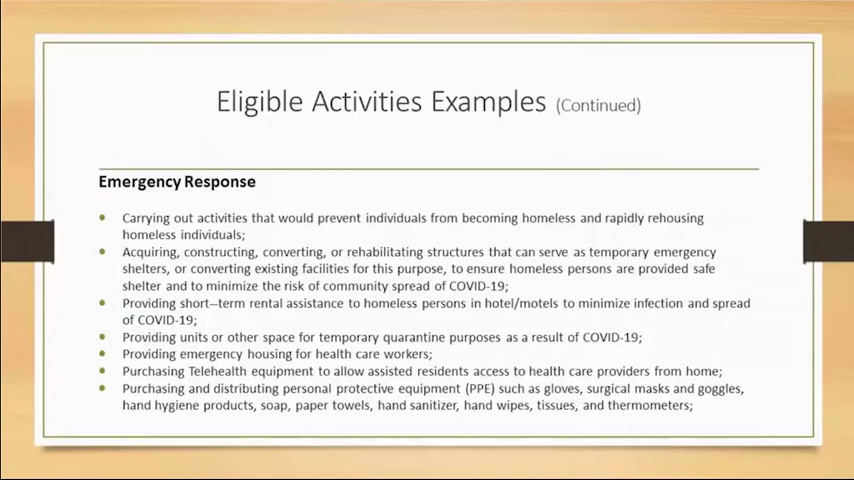 Eligible Activities Examples (Continued)
Emergency Response
• Carrying out activities that would prevent individuals from becoming homeless and rapidly rehousing
homeless individuals;
• Acquiring, constructing, converting, or rehabilitating structures that can serve as temporary emergency
shelters, or converting existing facilities for this purpose, to ensure homeless persons are provided safe
shelter and to minimize the risk of community spread of COVID-19;
• Providing short–term rental assistance to homeless persons in hotel/motels to minimize infection and spread
of COVID-19;
• Providing units or other space for temporary quarantine purposes as a result of COVID-19;
• Providing emergency housing for health care workers;
• Purchasing Telehealth equipment to allow assisted residents access to health care providers from home;
• Purchasing and distributing personal protective equipment (PPE) such as gloves, surgical masks and goggles,
hand hygiene products, soap, paper towels, hand sanitizer, hand wipes, tissues, and thermometers;